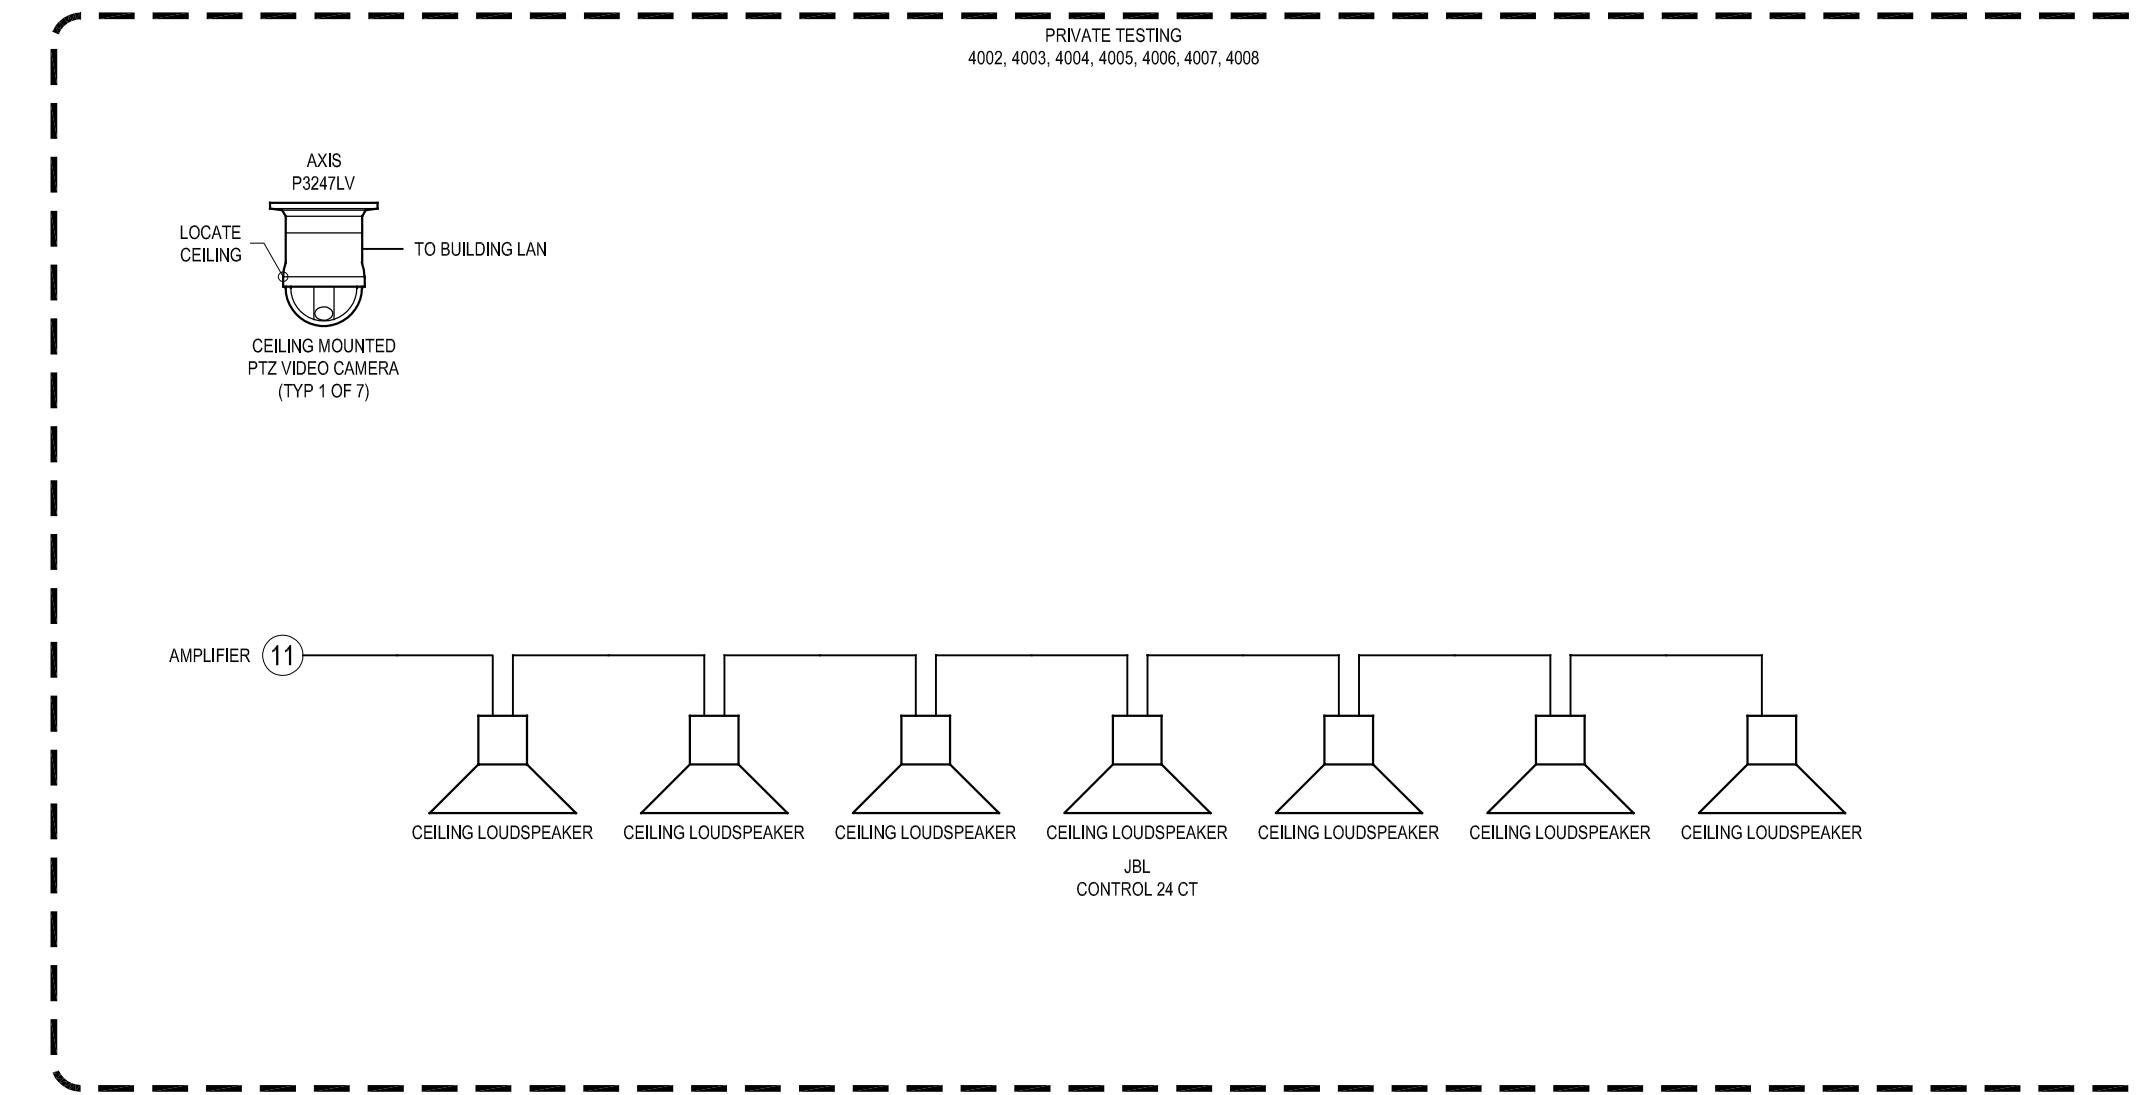 PRIVATE TESTING
4002, 4003, 4004, 4005, 4006, 4007, 4008
AXIS
P3247LV
LOCATE
CEILING
TO BUILDING LAN
CEILING MOUNTED
PTZ VIDEO CAMERA
(TYP 1 OF 7)
AMPLIFIER 11
CEILING LOUDSPEAKER
CEILING LOUDSPEAKER
CEILING LOUDSPEAKER
CEILING LOUDSPEAKER
CEILING LOUDSPEAKER
CEILING LOUDSPEAKER
CEILING LOUDSPEAKER
JBL
CONTROL 24 CT